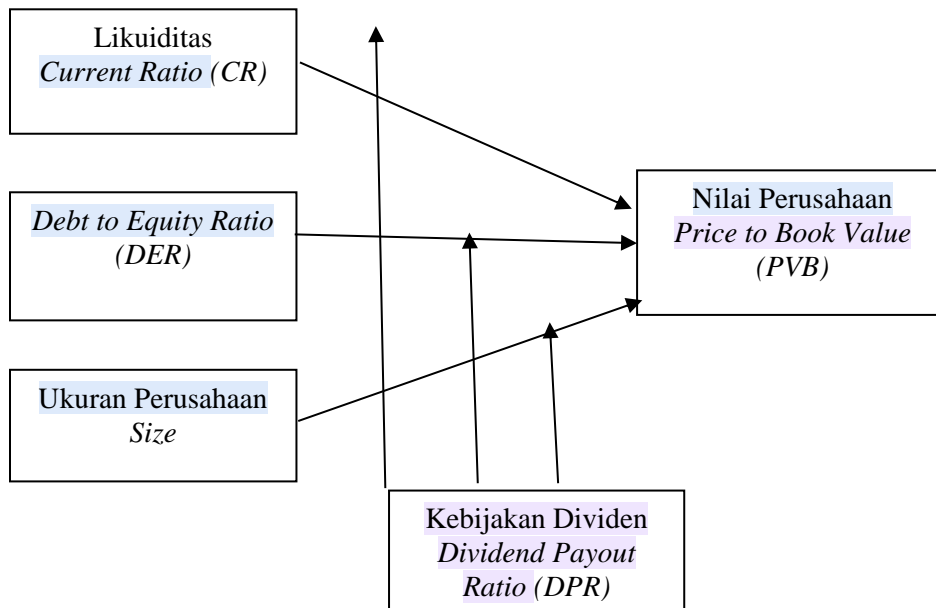 Likuiditas
Current Ratio (CR)
Debt to Equity Ratio
(DER)
Nilai Perusahaan
Price to Book Value
(PVB)
Ukuran Perusahaan
Size
Kebijakan Dividen
Dividend Payout
Ratio (DPR)